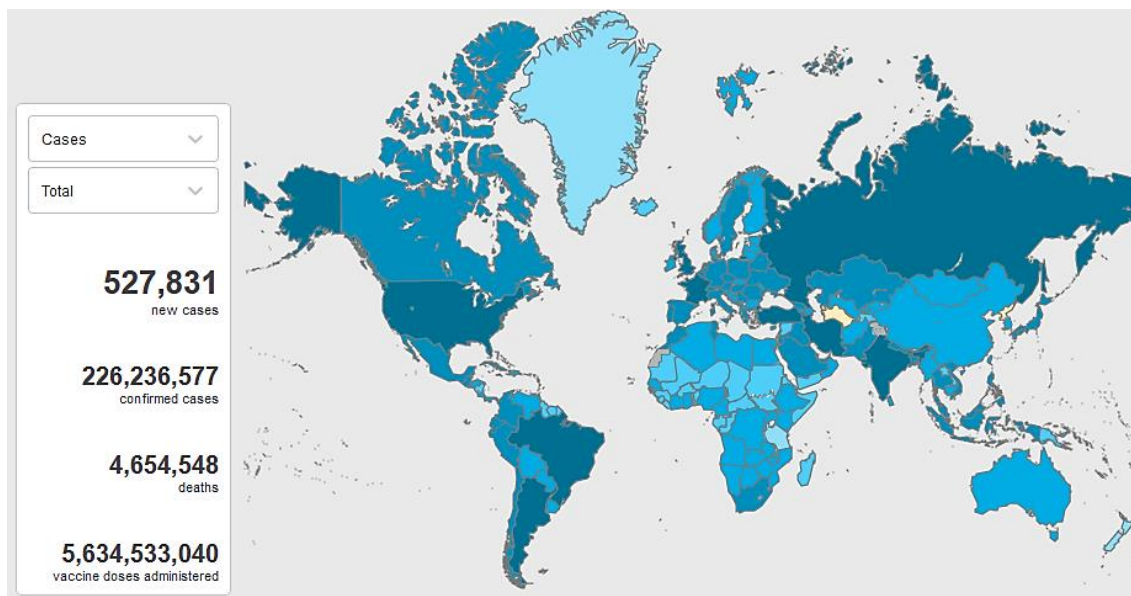 Cases
Total
527,831
new cases
226,236,577
confirmed cases
4,654,548
deaths
5,634,533,040
vaccine doses administered